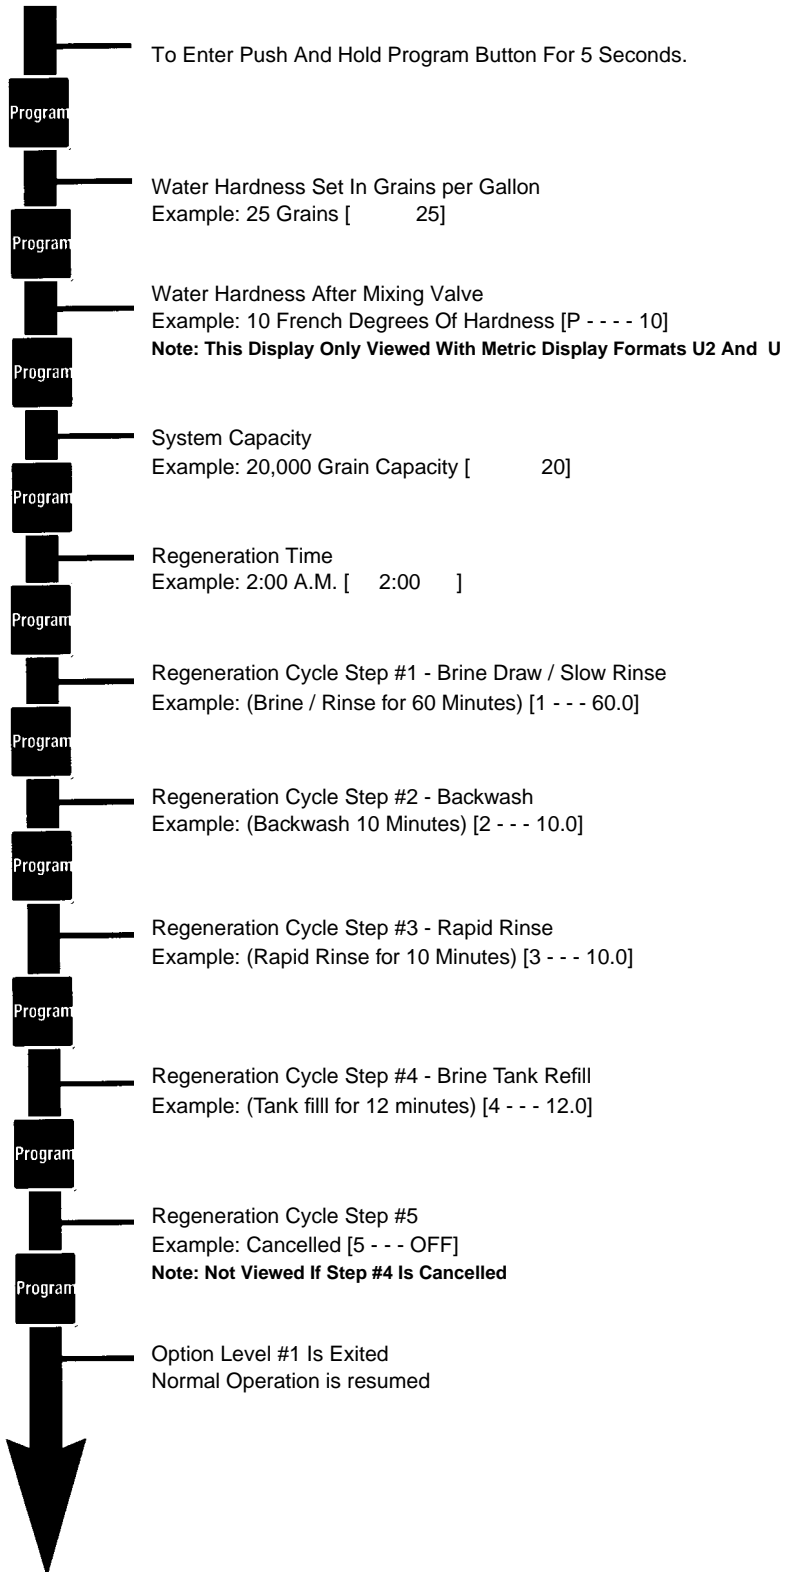 To Enter Push And Hold Program Button For 5 Seconds.
Program
Water Hardness Set In Grains per Gallon
Example: 25 Grains [ 25]
Program
Water Hardness After Mixing Valve
Example: 10 French Degrees Of Hardness [P - - - - 10]
Note: This Display Only Viewed With Metric Display Formats U2 And U
Program
System Capacity
Example: 20,000 Grain Capacity [ 20]
Program
Regeneration Time
Example: 2:00 A.M. [ 2:00 ]
Program
Regeneration Cycle Step #1 - Brine Draw / Slow Rinse
Example: (Brine / Rinse for 60 Minutes) [1 - - - 60.0]
Program
Regeneration Cycle Step #2 - Backwash
Example: (Backwash 10 Minutes) [2 - - - 10.0]
Program
Regeneration Cycle Step #3 - Rapid Rinse
Example: (Rapid Rinse for 10 Minutes) [3 - - - 10.0]
Program
Regeneration Cycle Step #4 - Brine Tank Refill
Example: (Tank filll for 12 minutes) [4 - - - 12.0]
Program
Regeneration Cycle Step #5
Example: Cancelled [5 - - - OFF]
Note: Not Viewed If Step #4 Is Cancelled
Program
Option Level #1 Is Exited
Normal Operation is resumed